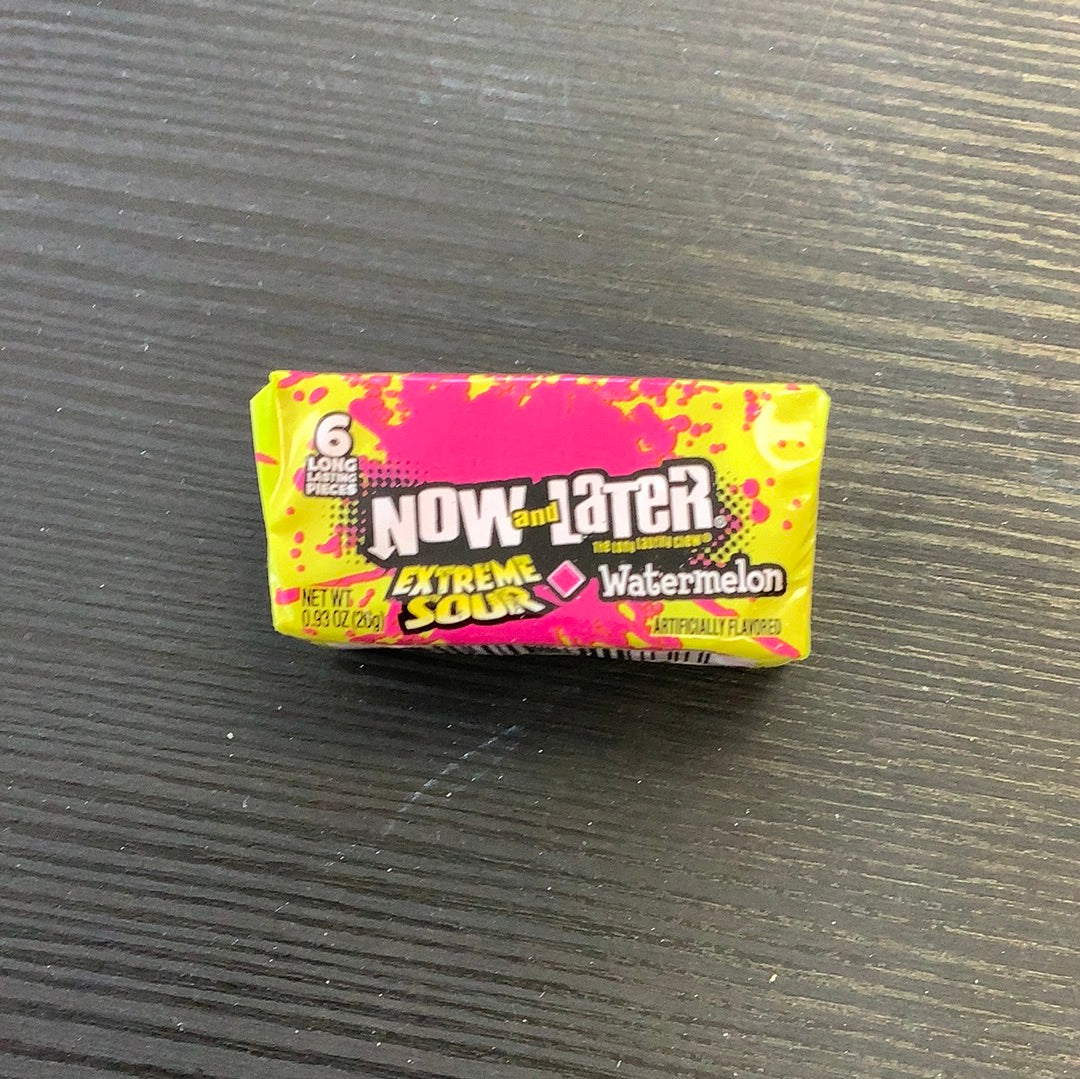 6
LONG
LASTING
PIECES
NOW and LaTeR®
THE Long Lasting CHEW®
EXTREME
SOUR
Watermelon
NET WT.
0.93 OZ (26g)
ARTIFICIALLY FLAVORED